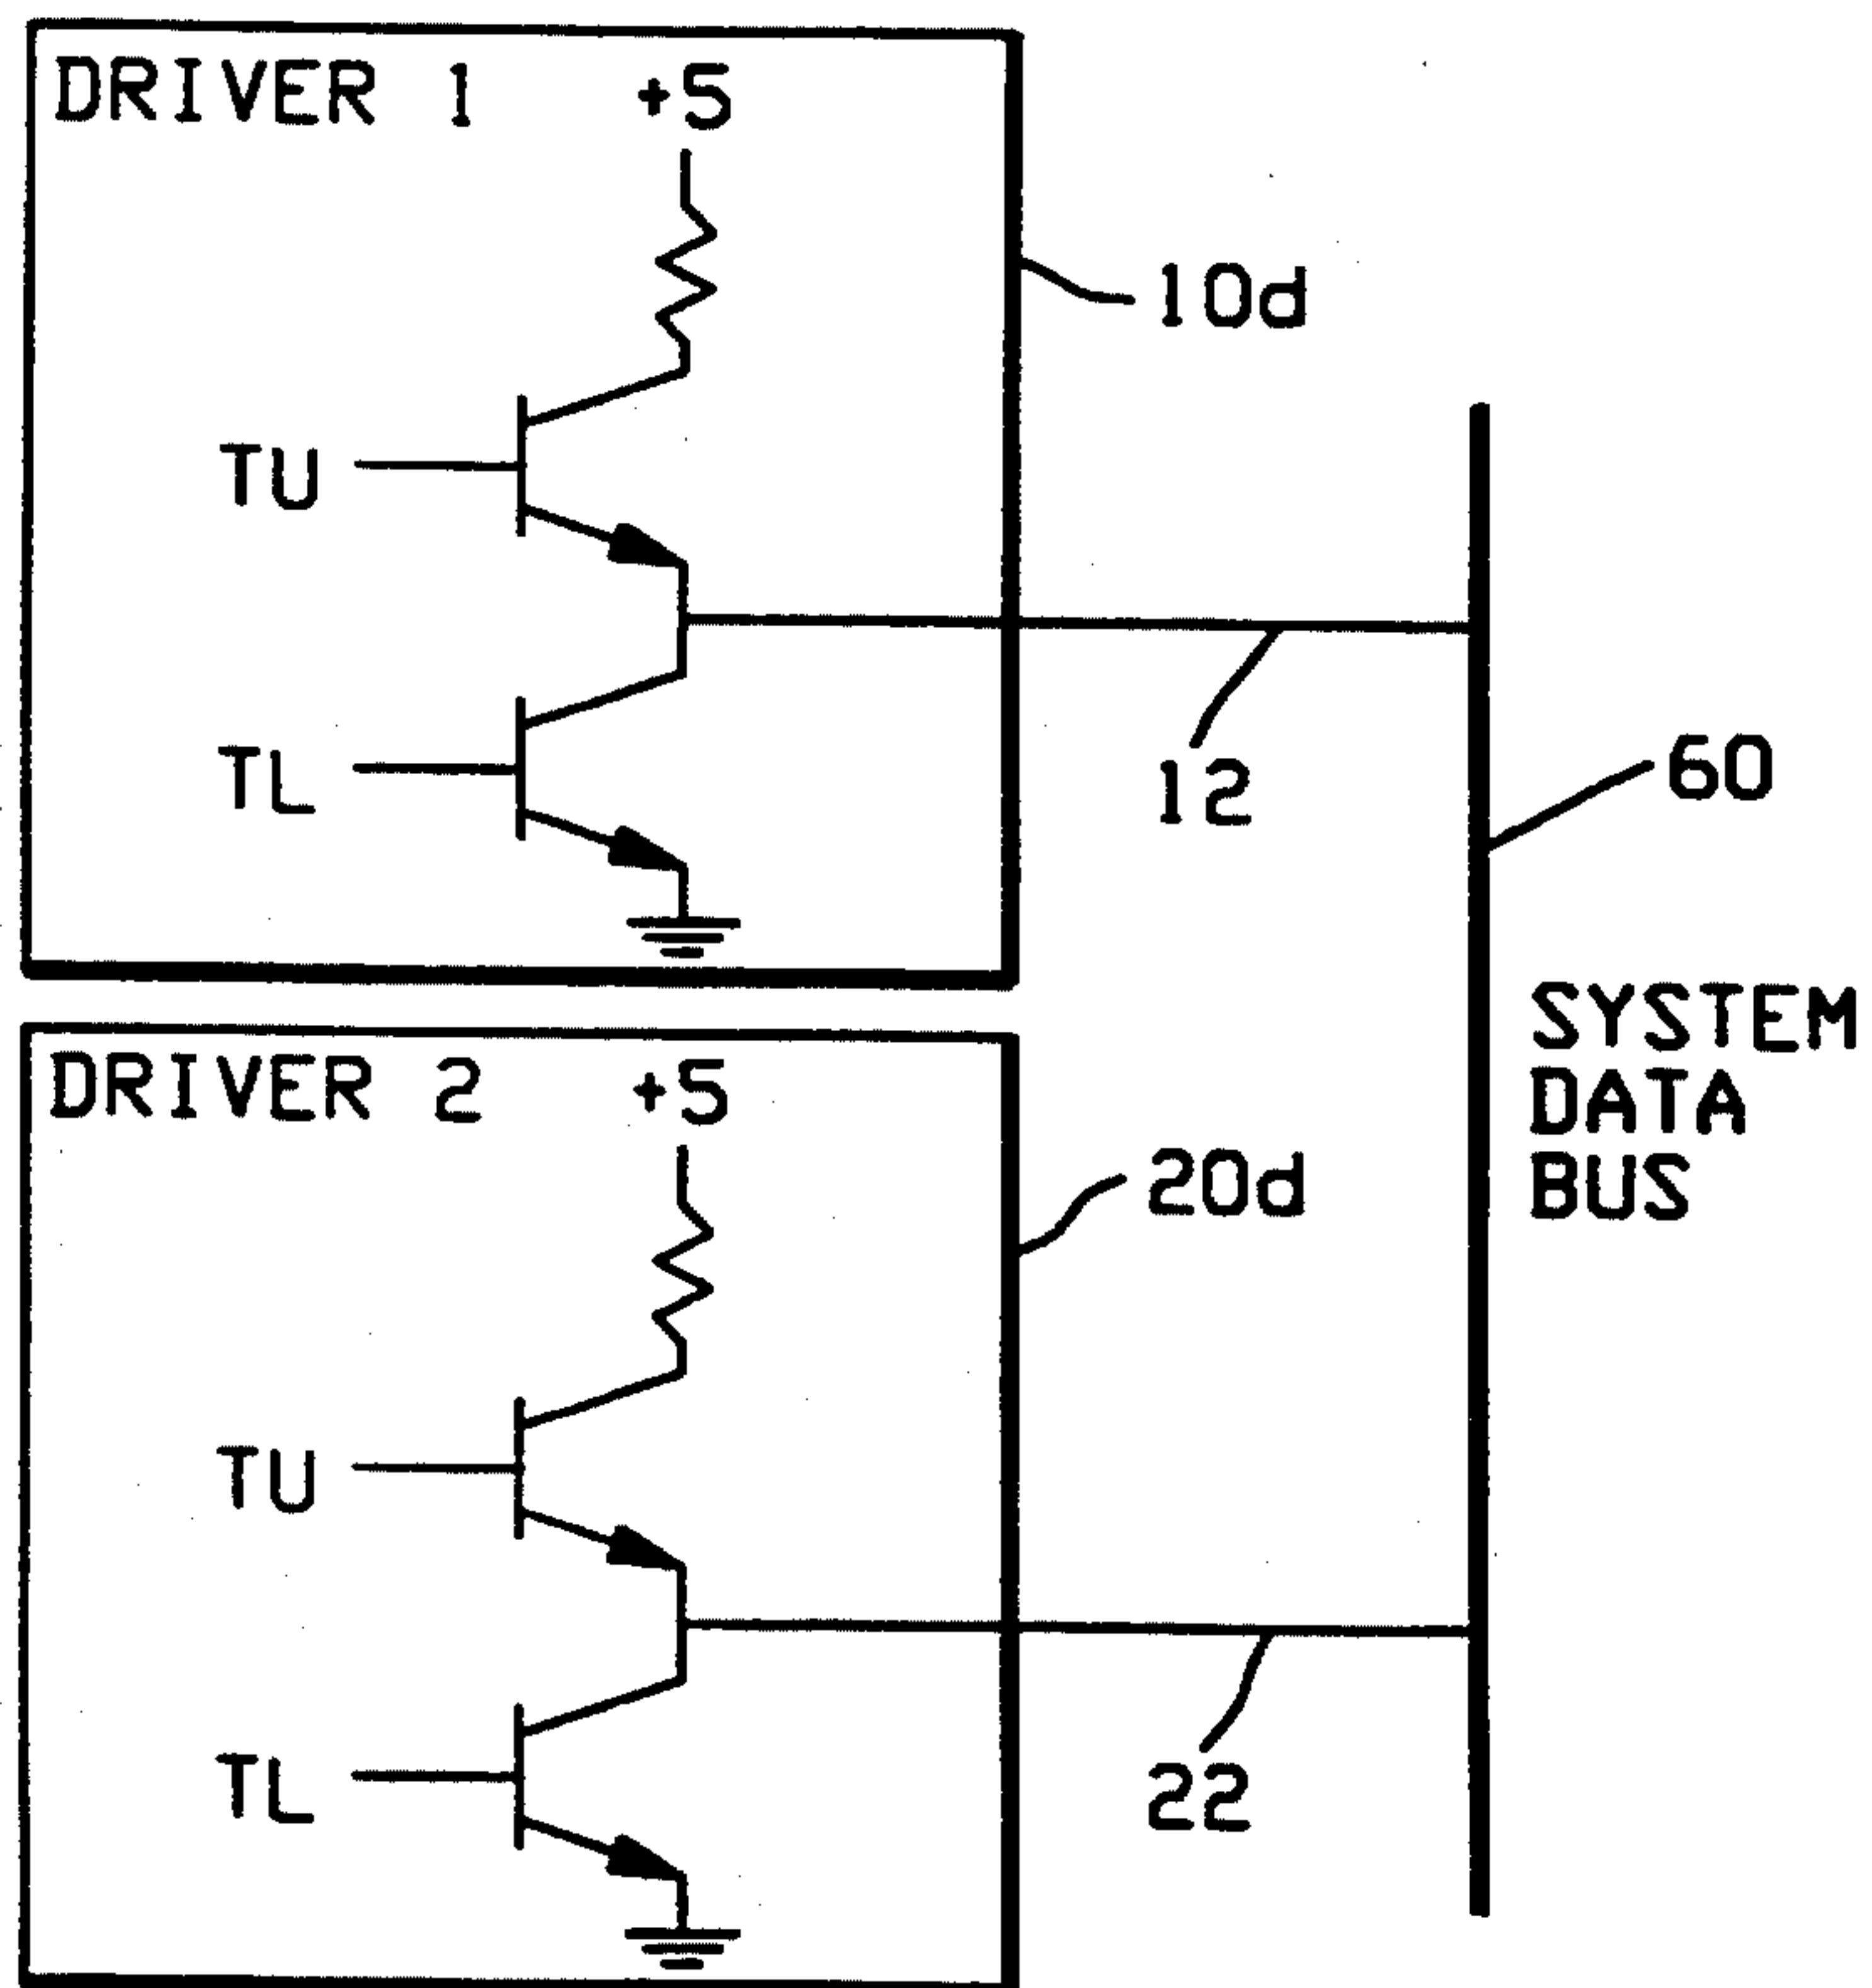 DRIVER 1 +5
10d
TU
12
TL
60
SYSTEM
DATA
BUS
DRIVER 2 +5
20d
TU
22
TL